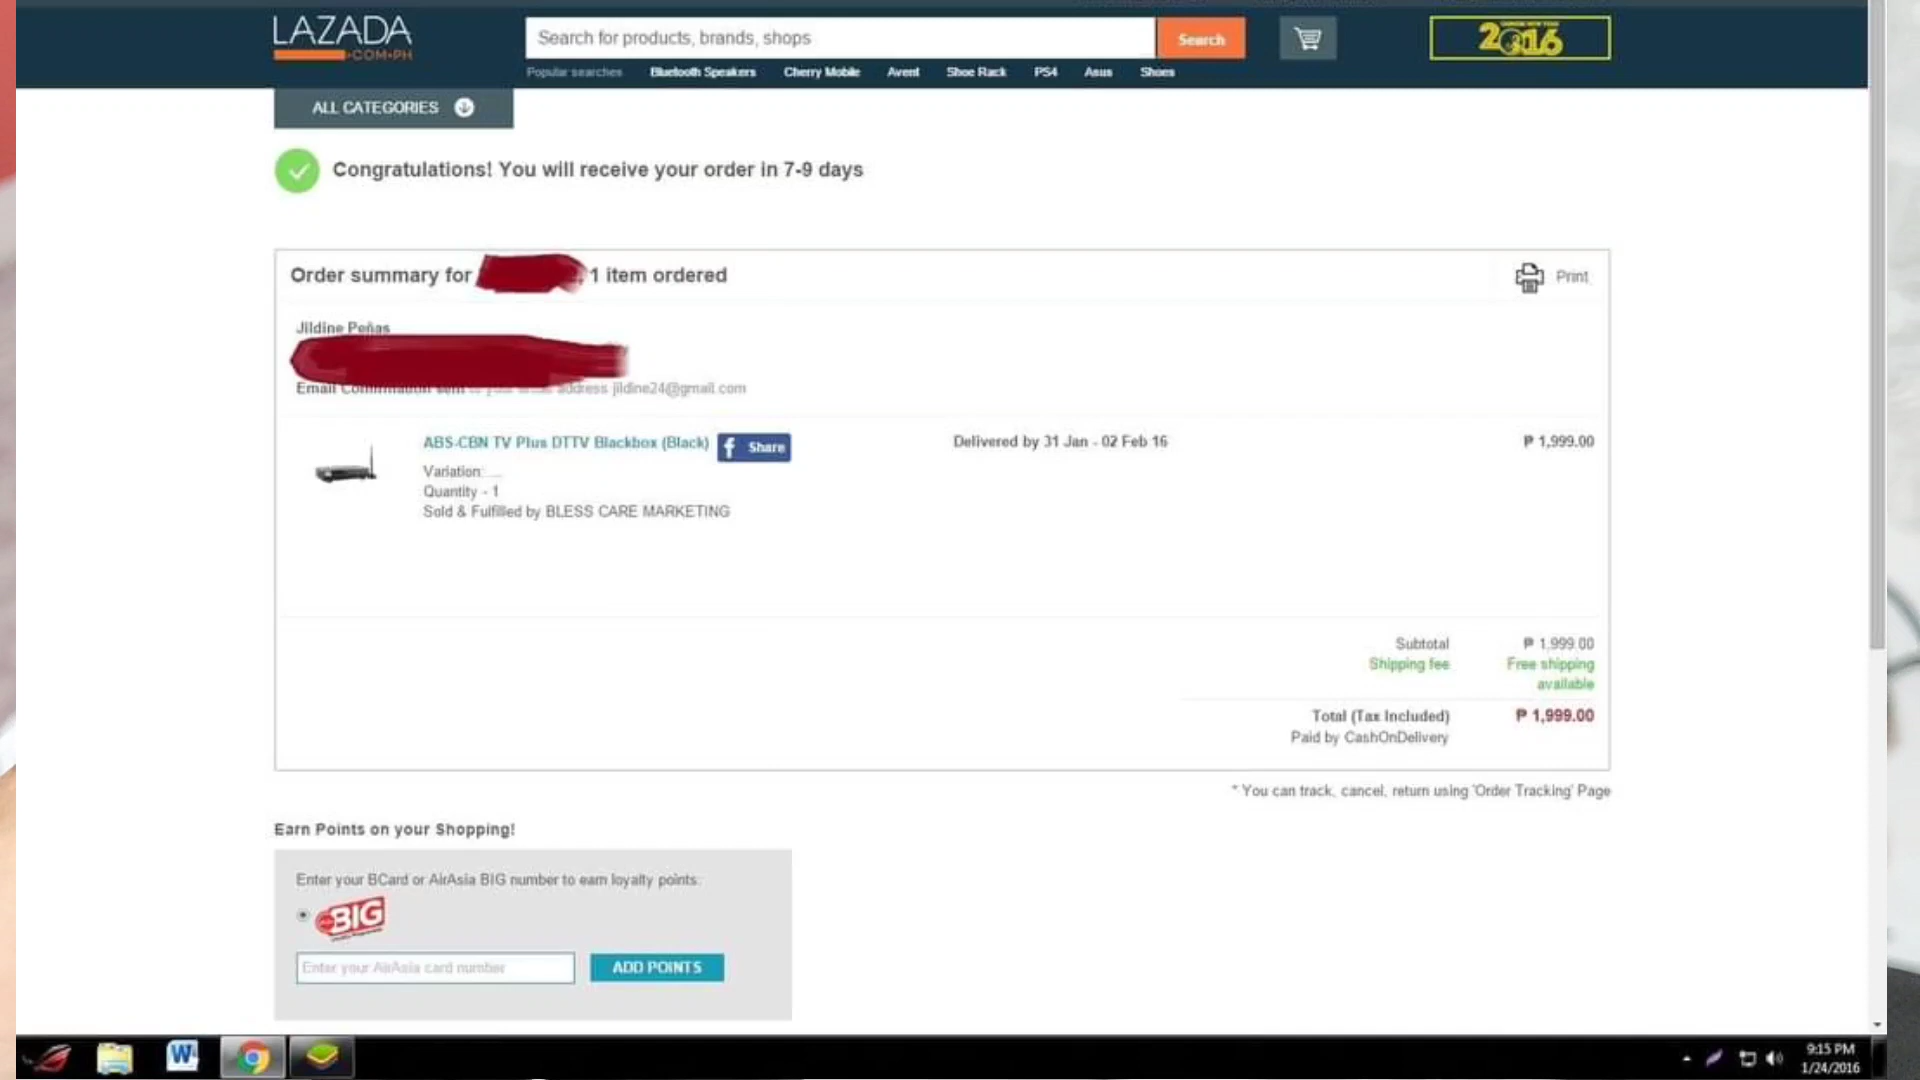 LAZADA
COM•PH
Search for products, brands, shops
Search
2016
Popular searches
Bluetooth Speakers
Cherry Mobile
Avent
Shoe Rack
PS4
Asus
Shoes
ALL CATEGORIES
Congratulations! You will receive your order in 7-9 days
Order summary for
1 item ordered
Print
Jildine Peñas
Email Confirmation sent
address jildine24@gmail.com
ABS-CBN TV Plus DTTV Blackbox (Black)
f Share
Delivered by 31 Jan - 02 Feb 16
₱ 1,999.00
Variation:
Quantity - 1
Sold & Fulfilled by BLESS CARE MARKETING
Subtotal
₱ 1,999.00
Shipping fee
Free shipping
available
Total (Tax Included)
₱ 1,999.00
Paid by CashOnDelivery
* You can track, cancel, return using 'Order Tracking' Page
Earn Points on your Shopping!
Enter your BCard or AirAsia BIG number to earn loyalty points:
BIG
Enter your AirAsia card number
ADD POINTS
W
9:15 PM
1/24/2016